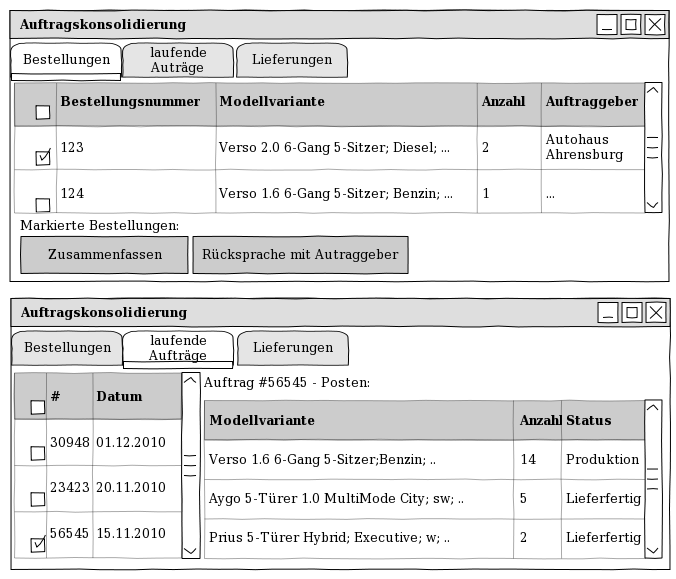 Auftragskonsolidierung
Bestellungen
laufende
Auträge
Lieferungen
Bestellungsnummer Modellvariante Anzahl Auftraggeber
123 Verso 2.0 6-Gang 5-Sitzer; Diesel; ... 2 Autohaus
Ahrensburg
124 Verso 1.6 6-Gang 5-Sitzer; Benzin; ... 1 ...
Markierte Bestellungen:
Zusammenfassen Rücksprache mit Autraggeber
Auftragskonsolidierung
Bestellungen
laufende
Aufträge
Lieferungen
# Datum
30948 01.12.2010
23423 20.11.2010
56545 15.11.2010
Auftrag #56545 - Posten:
Modellvariante Anzahl Status
Verso 1.6 6-Gang 5-Sitzer;Benzin; .. 14 Produktion
Aygo 5-Türer 1.0 MultiMode City; sw; .. 5 Lieferfertig
Prius 5-Türer Hybrid; Executive; w; .. 2 Lieferfertig